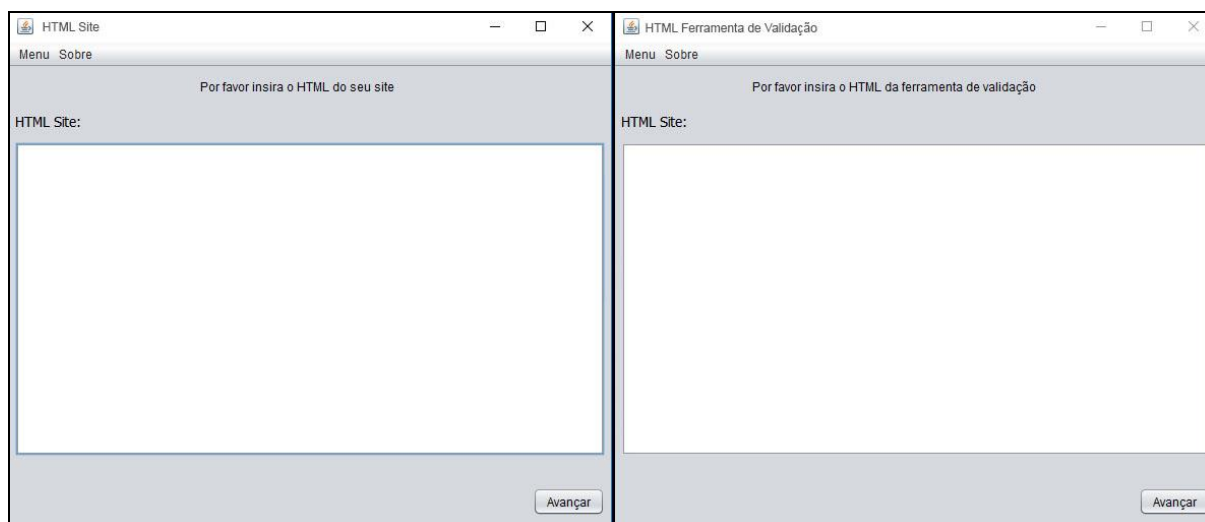 HTML Site
Menu Sobre
Por favor insira o HTML do seu site
HTML Site:
Avançar
HTML Ferramenta de Validação
Menu Sobre
Por favor insira o HTML da ferramenta de validação
HTML Site:
Avançar